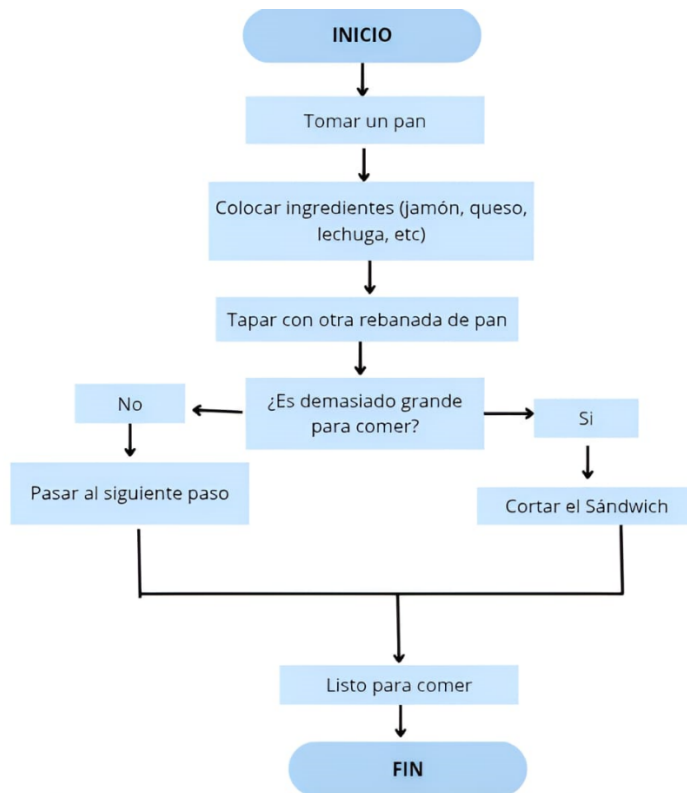 INICIO
Tomar un pan
Colocar ingredientes (jamón, queso,
lechuga, etc)
Tapar con otra rebanada de pan
¿Es demasiado grande
para comer?
No
Si
Pasar al siguiente paso
Cortar el Sándwich
Listo para comer
FIN